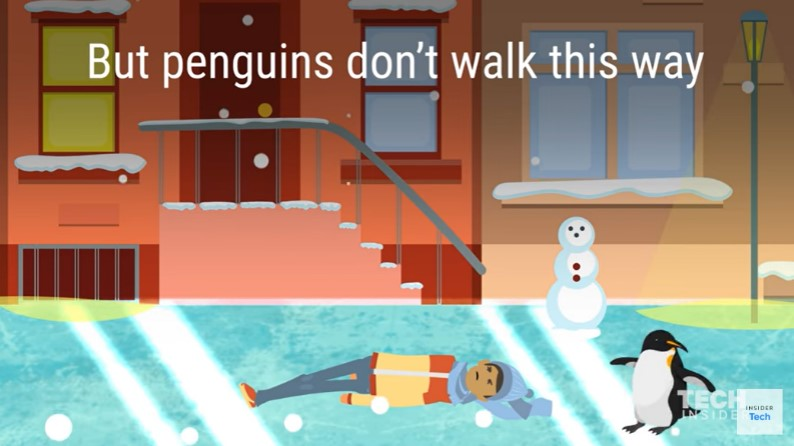 But penguins don't walk this way
TECH
INSIDER
INSIDER
Tech